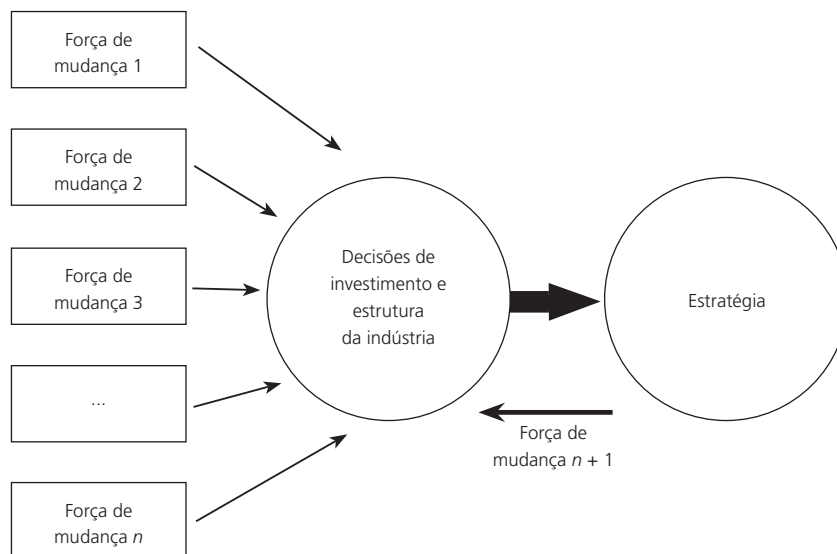 Força de
mudança 1
Força de
mudança 2
Força de
mudança 3
...
Força de
mudança n
Decisões de
investimento e
estrutura
da indústria
Estratégia
Força de
mudança n + 1